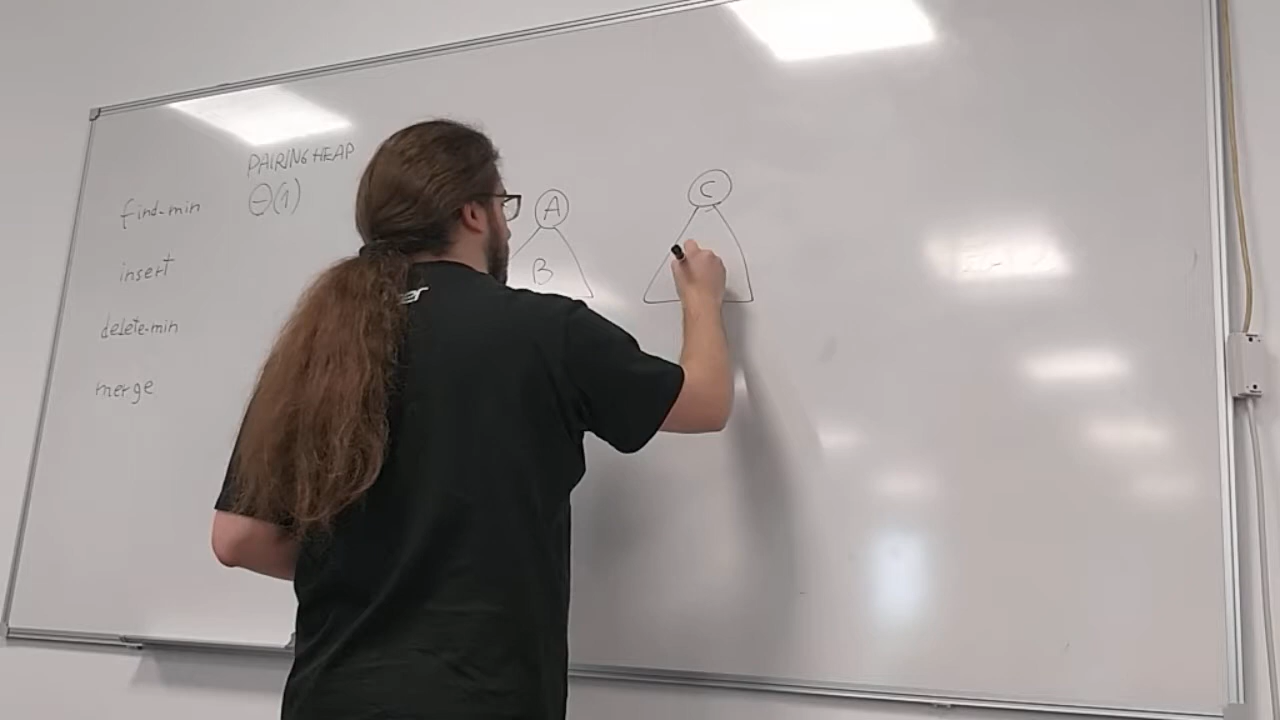 PAIRING HEAP
find-min Θ(1)
insert
delete-min
merge
A
B
C